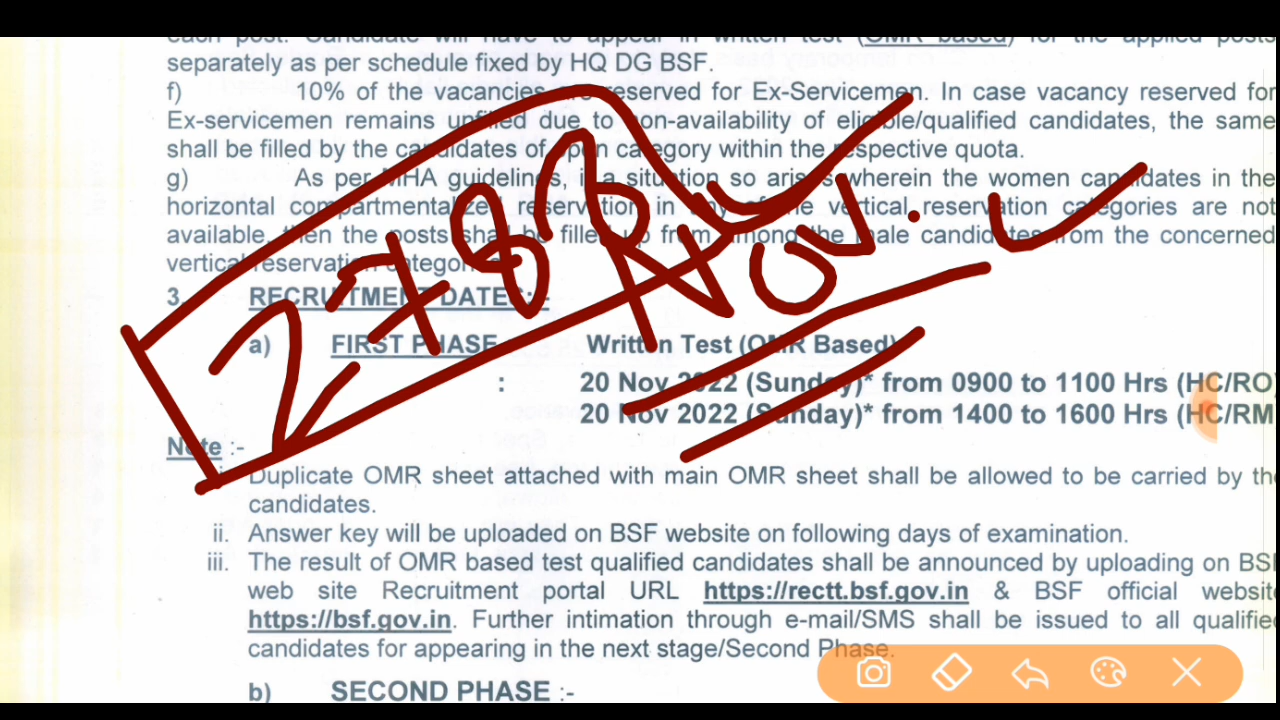 each post. Candidate will have to appear in written test (OMR based) for the applied posts
separately as per schedule fixed by HQ DG BSF.
f) 10% of the vacancies are reserved for Ex-Servicemen. In case vacancy reserved for
Ex-servicemen remains unfilled due to non-availability of eligible/qualified candidates, the same
shall be filled by the candidates of open category within the respective quota.
g) As per MHA guidelines, if a situation so arises wherein the women candidates in the
horizontal compartmentalized reservation in any of the vertical reservation categories are not
available, then the posts shall be filled up from among the male candidates from the concerned
vertical reservation categories.
3. RECRUITMENT DATES:-
a) FIRST PHASE Written Test (OMR Based)
: 20 Nov 2022 (Sunday)* from 0900 to 1100 Hrs (HC/RO)
20 Nov 2022 (Sunday)* from 1400 to 1600 Hrs (HC/RM
Note :-
Duplicate OMR sheet attached with main OMR sheet shall be allowed to be carried by the
candidates.
ii. Answer key will be uploaded on BSF website on following days of examination.
iii. The result of OMR based test qualified candidates shall be announced by uploading on BSF
web site Recruitment portal URL https://rectt.bsf.gov.in & BSF official website
https://bsf.gov.in. Further intimation through e-mail/SMS shall be issued to all qualified
candidates for appearing in the next stage/Second Phase.
b) SECOND PHASE :-
Nov.